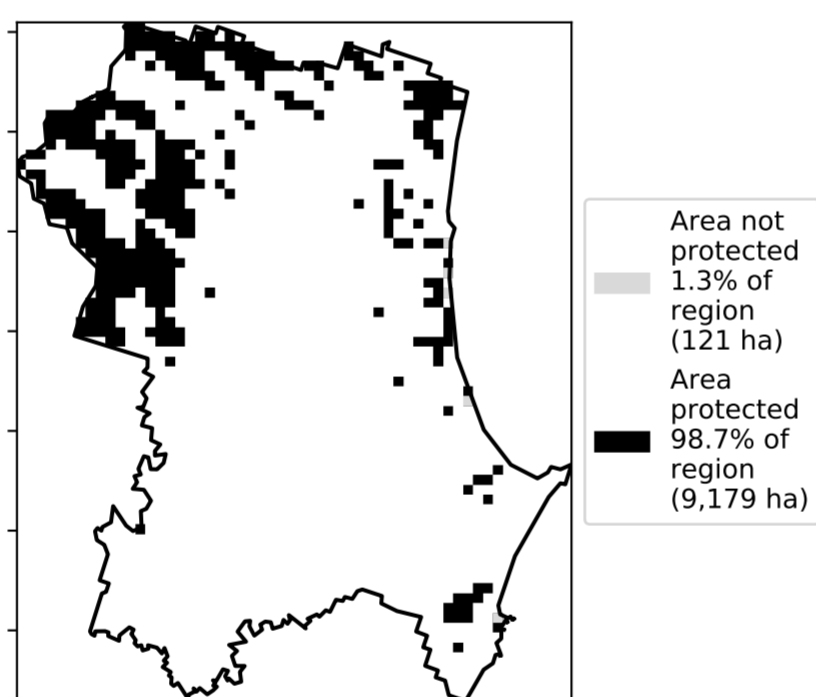 Area not
protected
1.3% of
region
(121 ha)
Area
protected
98.7% of
region
(9,179 ha)